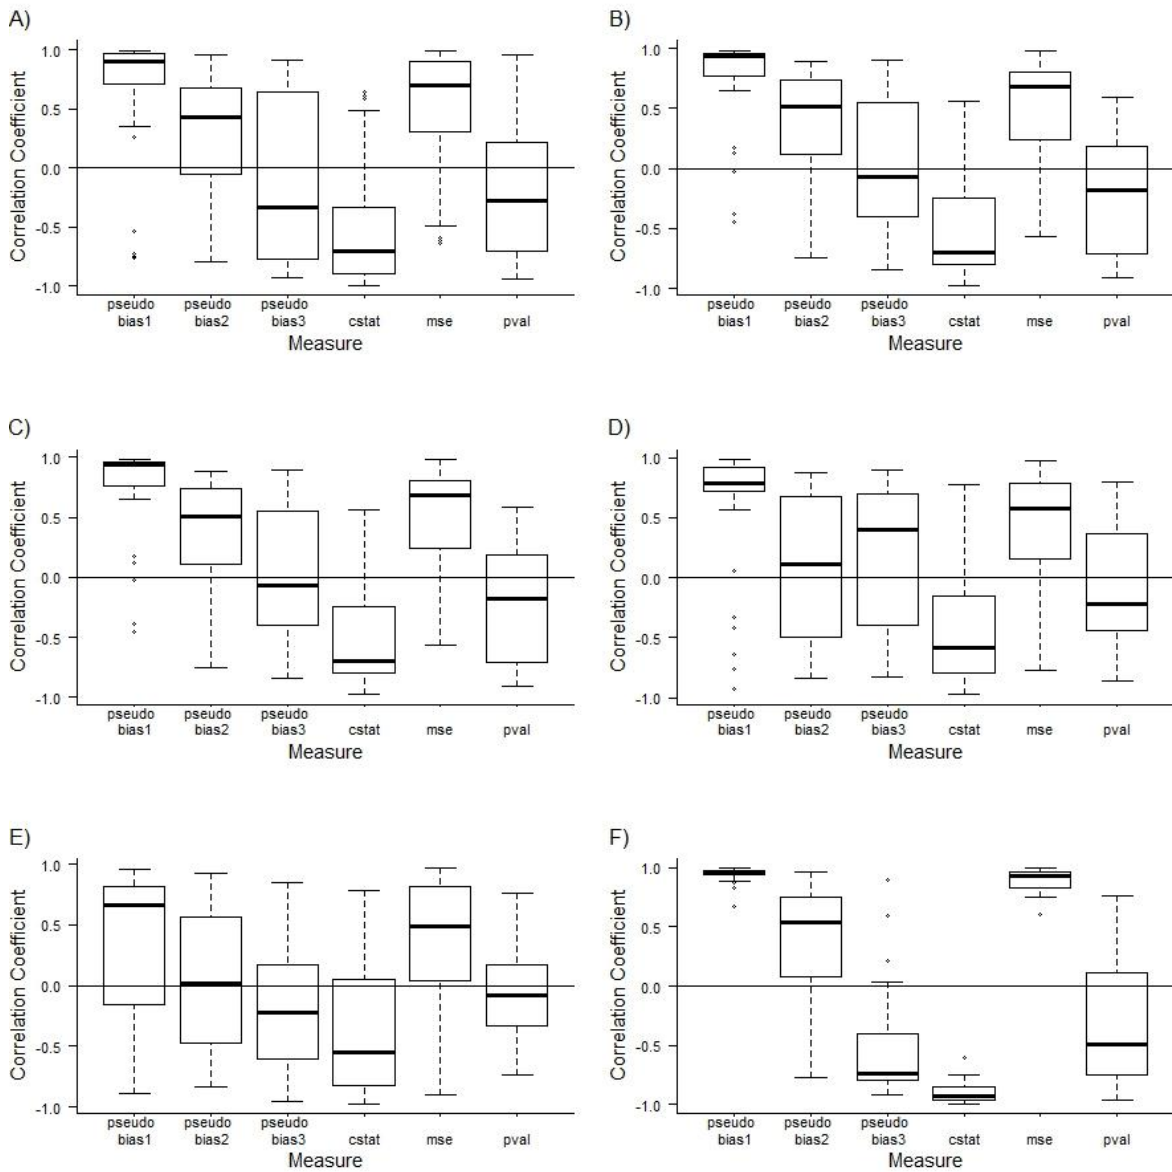 A)
Correlation Coefficient
1.0
0.5
0.0
-0.5
-1.0
pseudo pseudo pseudo
bias1 bias2 bias3 cstat mse pval
Measure
B)
Correlation Coefficient
1.0
0.5
0.0
-0.5
-1.0
pseudo pseudo pseudo
bias1 bias2 bias3 cstat mse pval
Measure
C)
Correlation Coefficient
1.0
0.5
0.0
-0.5
-1.0
pseudo pseudo pseudo
bias1 bias2 bias3 cstat mse pval
Measure
D)
Correlation Coefficient
1.0
0.5
0.0
-0.5
-1.0
pseudo pseudo pseudo
bias1 bias2 bias3 cstat mse pval
Measure
E)
Correlation Coefficient
1.0
0.5
0.0
-0.5
-1.0
pseudo pseudo pseudo
bias1 bias2 bias3 cstat mse pval
Measure
F)
Correlation Coefficient
1.0
0.5
0.0
-0.5
-1.0
pseudo pseudo pseudo
bias1 bias2 bias3 cstat mse pval
Measure